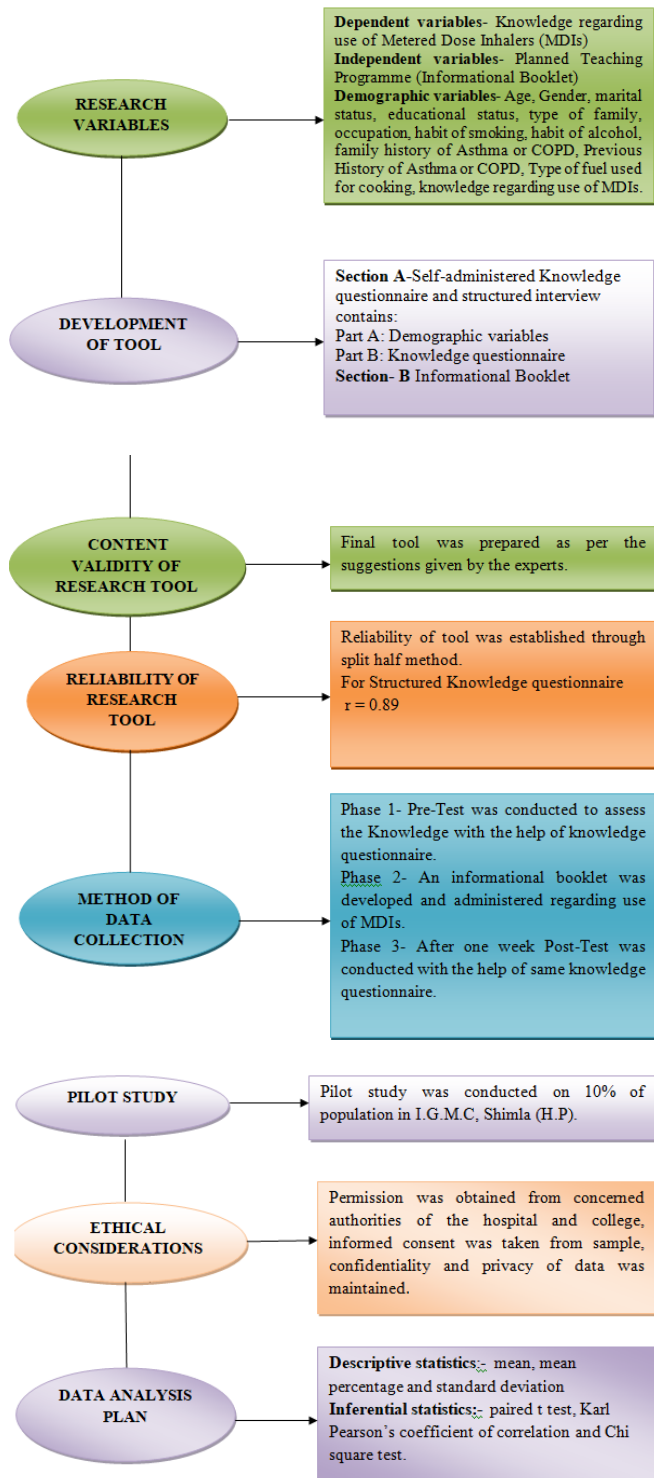 RESEARCH
VARIABLES
Dependent variables- Knowledge regarding
use of Metered Dose Inhalers (MDIs)
Independent variables- Planned Teaching
Programme (Informational Booklet)
Demographic variables- Age, Gender, marital
status, educational status, type of family,
occupation, habit of smoking, habit of alcohol,
family history of Asthma or COPD, Previous
History of Asthma or COPD, Type of fuel used
for cooking, knowledge regarding use of MDIs.
DEVELOPMENT
OF TOOL
Section A-Self-administered Knowledge
questionnaire and structured interview
contains:
Part A: Demographic variables
Part B: Knowledge questionnaire
Section- B Informational Booklet
CONTENT
VALIDITY OF
RESEARCH TOOL
Final tool was prepared as per the
suggestions given by the experts.
RELIABILITY OF
RESEARCH
TOOL
Reliability of tool was established through
split half method.
For Structured Knowledge questionnaire
r = 0.89
METHOD OF
DATA
COLLECTION
Phase 1- Pre-Test was conducted to assess
the Knowledge with the help of knowledge
questionnaire.
Phase 2- An informational booklet was
developed and administered regarding use
of MDIs.
Phase 3- After one week Post-Test was
conducted with the help of same knowledge
questionnaire.
PILOT STUDY
Pilot study was conducted on 10% of
population in I.G.M.C, Shimla (H.P).
ETHICAL
CONSIDERATIONS
Permission was obtained from concerned
authorities of the hospital and college,
informed consent was taken from sample,
confidentiality and privacy of data was
maintained.
DATA ANALYSIS
PLAN
Descriptive statistics:- mean, mean
percentage and standard deviation
Inferential statistics:- paired t test, Karl
Pearson's coefficient of correlation and Chi
square test.